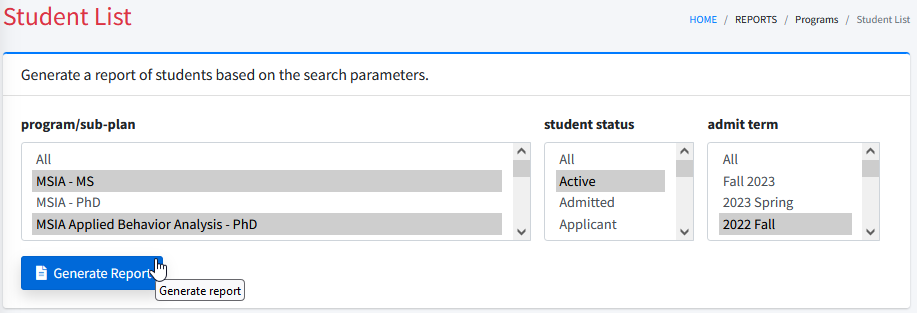 Student List
HOME / REPORTS / Programs / Student List
Generate a report of students based on the search parameters.
program/sub-plan
All
MSIA - MS
MSIA - PhD
MSIA Applied Behavior Analysis - PhD
student status
All
Active
Admitted
Applicant
admit term
All
Fall 2023
2023 Spring
2022 Fall
Generate Report
Generate report